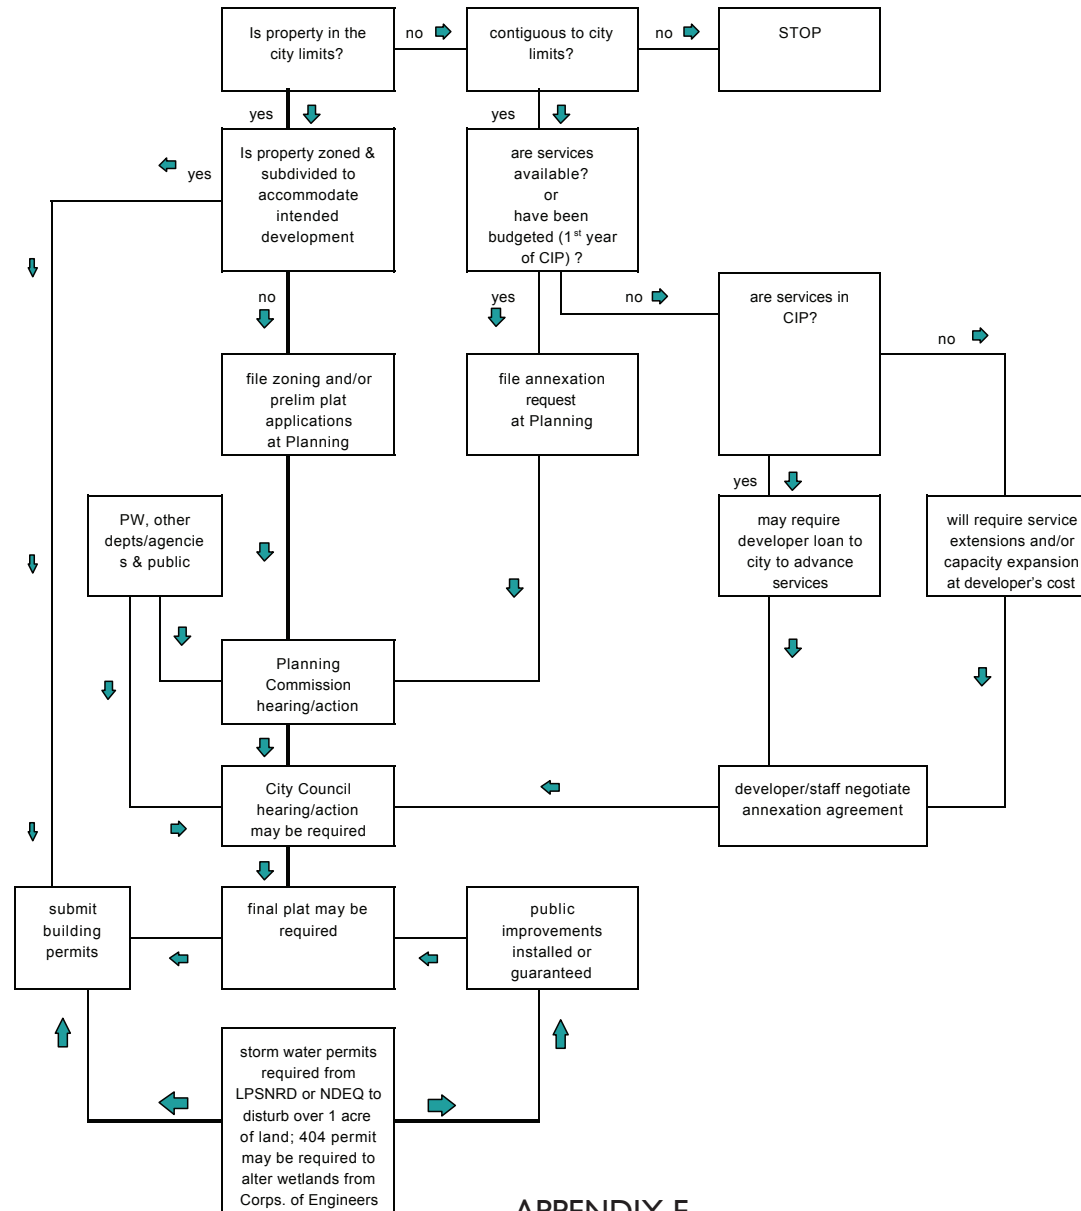 Is property in the
city limits?
no
contiguous to city
limits?
no
STOP
yes
yes
Is property zoned &
subdivided to
accommodate
intended
development
yes
are services
available?
or
have been
budgeted (1st year
of CIP) ?
no
yes
no
are services in
CIP?
no
file zoning and/or
prelim plat
applications
at Planning
file annexation
request
at Planning
yes
PW, other
depts/agencie
s & public
may require
developer loan to
city to advance
services
will require service
extensions and/or
capacity expansion
at developer's cost
Planning
Commission
hearing/action
City Council
hearing/action
may be required
developer/staff negotiate
annexation agreement
submit
building
permits
final plat may be
required
public
improvements
installed or
guaranteed
storm water permits
required from
LPSNRD or NDEQ to
disturb over 1 acre
of land; 404 permit
may be required to
alter wetlands from
Corps. of Engineers
APPENDIX E